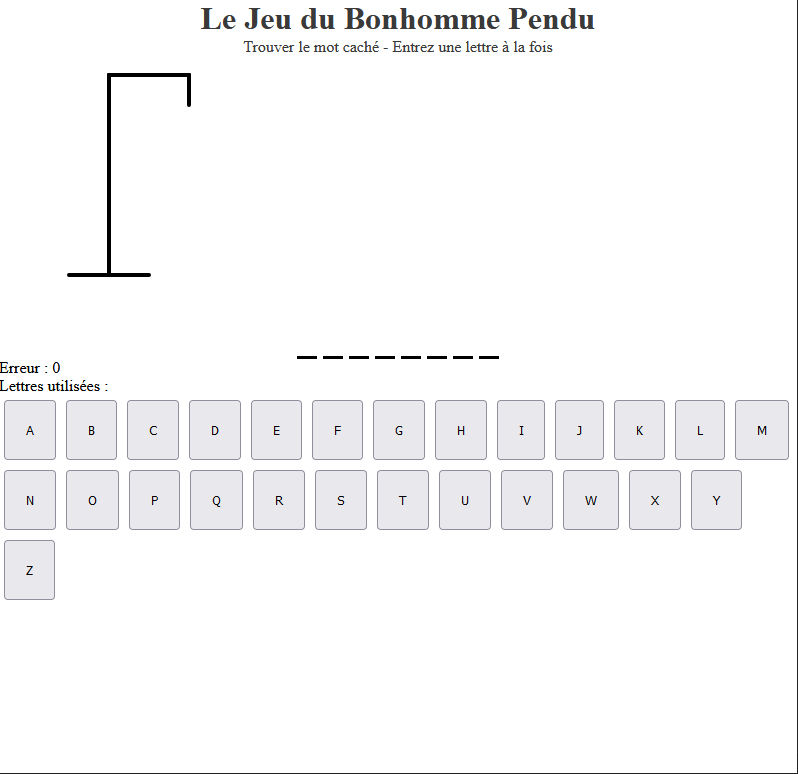 Le Jeu du Bonhomme Pendu
Trouver le mot caché - Entrez une lettre à la fois
_ _ _ _ _ _ _ _
Erreur : 0
Lettres utilisées :
A B C D E F G H I J K L M
N O P Q R S T U V W X Y
Z